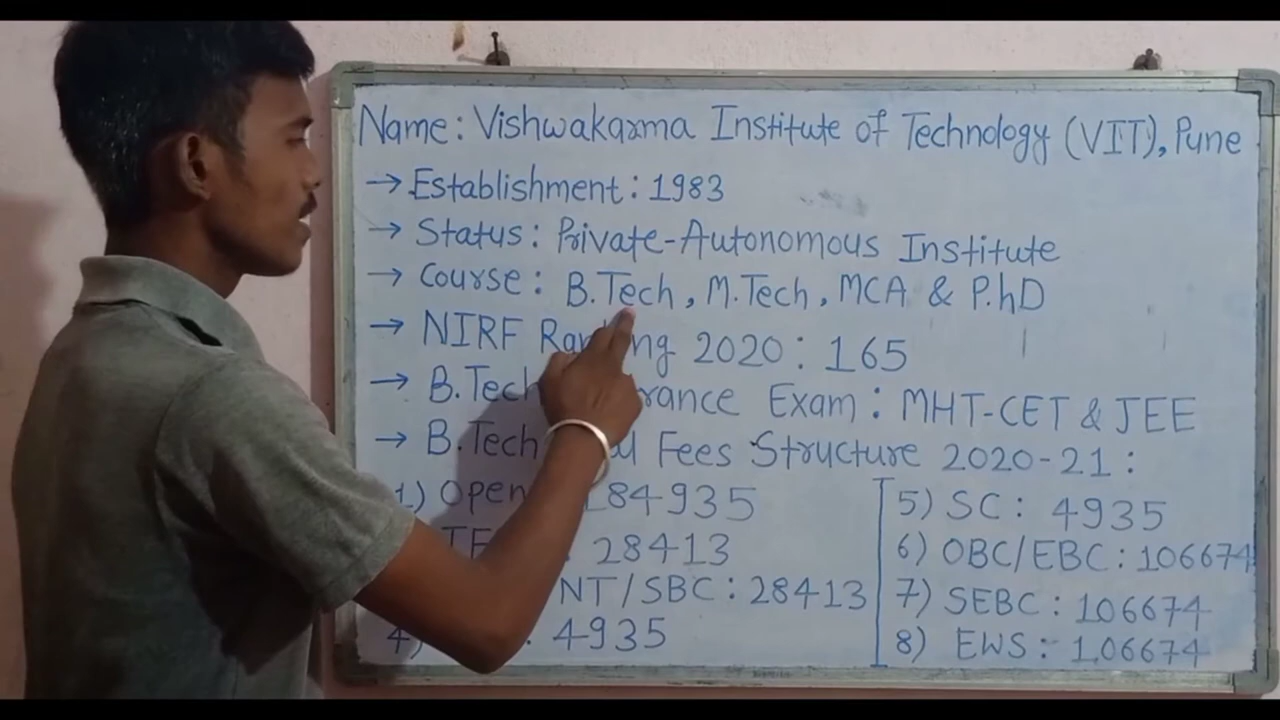 Name: Vishwakarma Institute of Technology (VIT), Pune
→ Establishment: 1983
→ Status: Private-Autonomous Institute
→ Course: B.Tech, M.Tech, MCA & P.hD
→ NIRF Ranking 2020: 165
→ B.Tech Exam: MHT-CET & JEE
→ B.Tech Fees Structure 2020-21:
1) Open 84935
28413
NT/SBC: 28413
4) : 4935
5) SC: 4935
6) OBC/EBC: 106674
7) SEBC: 106674
8) EWS: 106674